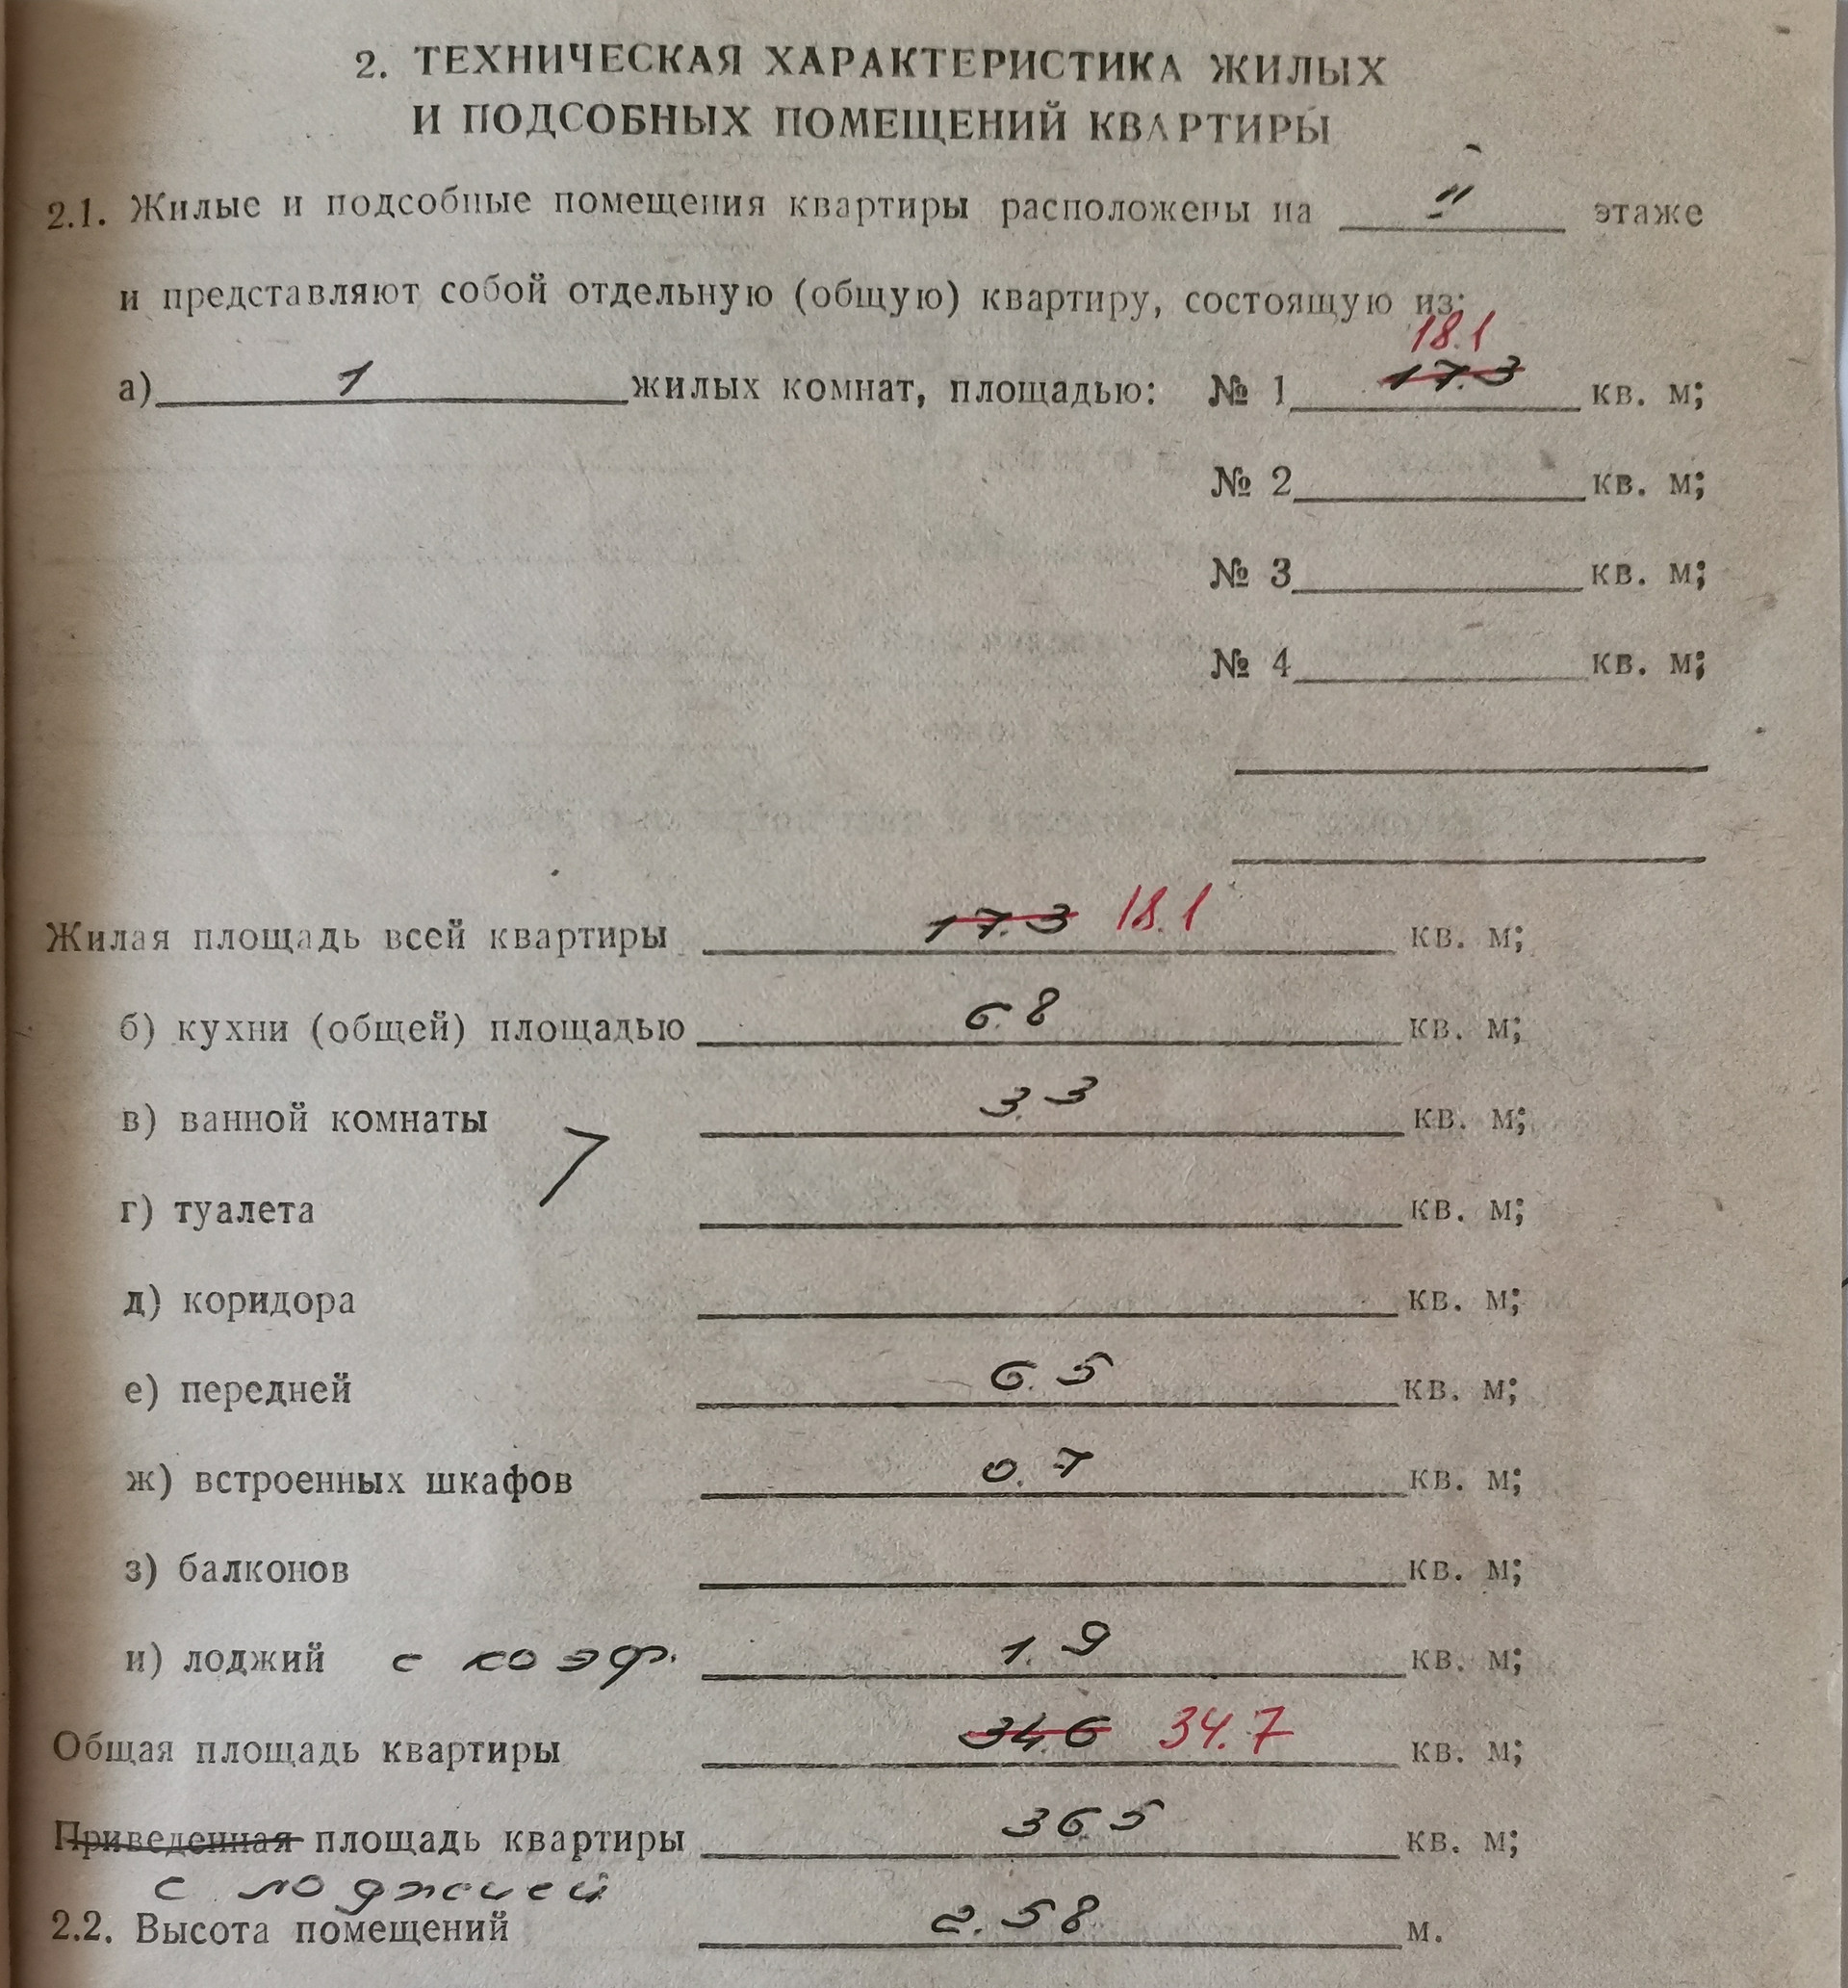 2. ТЕХНИЧЕСКАЯ ХАРАКТЕРИСТИКА ЖИЛЫХ
И ПОДСОБНЫХ ПОМЕЩЕНИЙ КВАРТИРЫ
2.1. Жилые и подсобные помещения квартиры расположены на II этаже
и представляют собой отдельную (общую) квартиру, состоящую из:
18.1
а) 1 жилых комнат, площадью: № 1 17.3 кв. м;
№ 2 кв. м;
№ 3 кв. м;
№ 4 кв. м;
Жилая площадь всей квартиры 17.3 18.1 кв. м;
б) кухни (общей) площадью 6.8 кв. м;
в) ванной комнаты 3.3 кв. м;
г) туалета кв. м;
д) коридора кв. м;
е) передней 6.5 кв. м;
ж) встроенных шкафов 0.7 кв. м;
з) балконов кв. м;
и) лоджий с коэф. 1.9 кв. м;
Общая площадь квартиры 34.6 34.7 кв. м;
Приведенная площадь квартиры 36.5 кв. м;
с лоджией
2.2. Высота помещений 2.58 м.